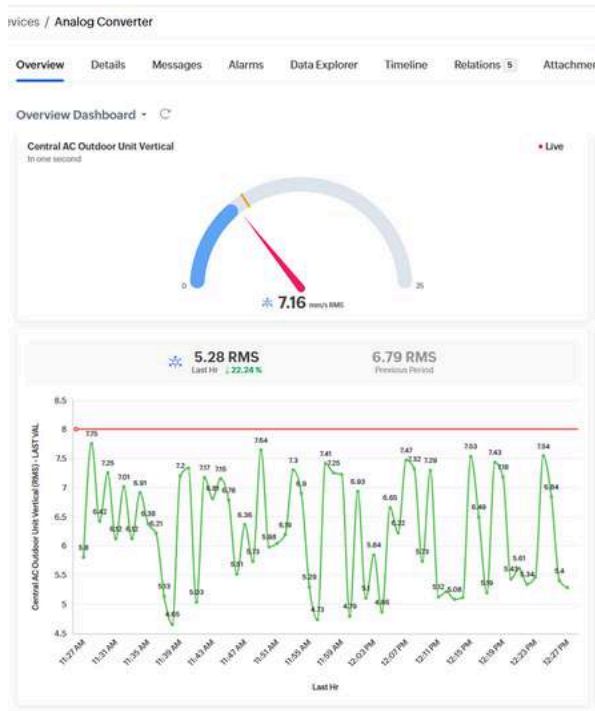 vices / Analog Converter
Overview Details Messages Alarms Data Explorer Timeline Relations 5 Attachmen
Overview Dashboard
Central AC Outdoor Unit Vertical
• Live
In one second
0
25
7.16 mm/s RMS
5.28 RMS
6.79 RMS
Last Hr ↓ 22.24 %
Previous Period
Central AC Outdoor Unit Vertical (RMS) - LAST VAL
8.5
8
7.5
7
6.5
6
5.5
5
4.5
5.8 7.75 6.42 7.25 6.12 7.01 6.12 6.91 6.38 6.21 5.13 4.65 7.2 5.03 7.17 6.81 7.15 6.76 5.51 6.36 5.73 7.64 5.98 6.19 7.3 6.9 5.29 4.73 7.41 7.25 4.79 6.93 5.1 5.84 4.86 6.65 6.22 7.47 7.32 5.73 7.29 5.12 5.08 7.53 6.49 5.19 7.43 7.18 5.43 5.61 5.34 7.54 6.84 5.4
11:27 AM 11:31 AM 11:35 AM 11:39 AM 11:43 AM 11:47 AM 11:51 AM 11:55 AM 11:59 AM 12:03 PM 12:07 PM 12:11 PM 12:15 PM 12:19 PM 12:23 PM 12:27 PM
Last Hr